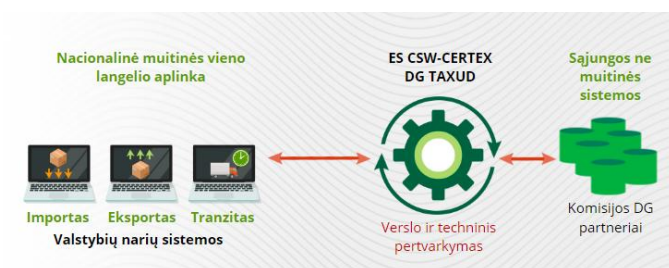 Nacionalinė muitinės vieno
langelio aplinka
Importas Eksportas Tranzitas
Valstybių narių sistemos
ES CSW-CERTEX
DG TAXUD
Verslo ir techninis
pertvarkymas
Sąjungos ne
muitinės
sistemos
Komisijos DG
partneriai